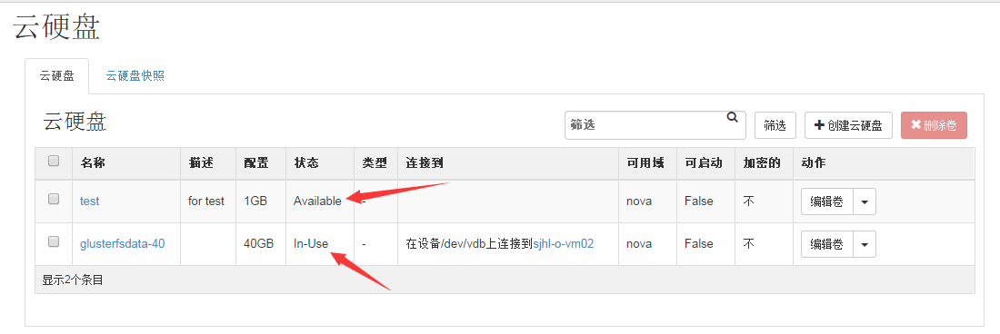 云硬盘
云硬盘 云硬盘快照
云硬盘 筛选 筛选 创建云硬盘 删除卷
名称 描述 配置 状态 类型 连接到 可用域 可启动 加密的 动作
test for test 1GB Available - nova False 不 编辑卷
glusterfsdata-40 40GB In-Use - 在设备/dev/vdb上连接到sjhl-o-vm02 nova False 不 编辑卷
显示2个条目